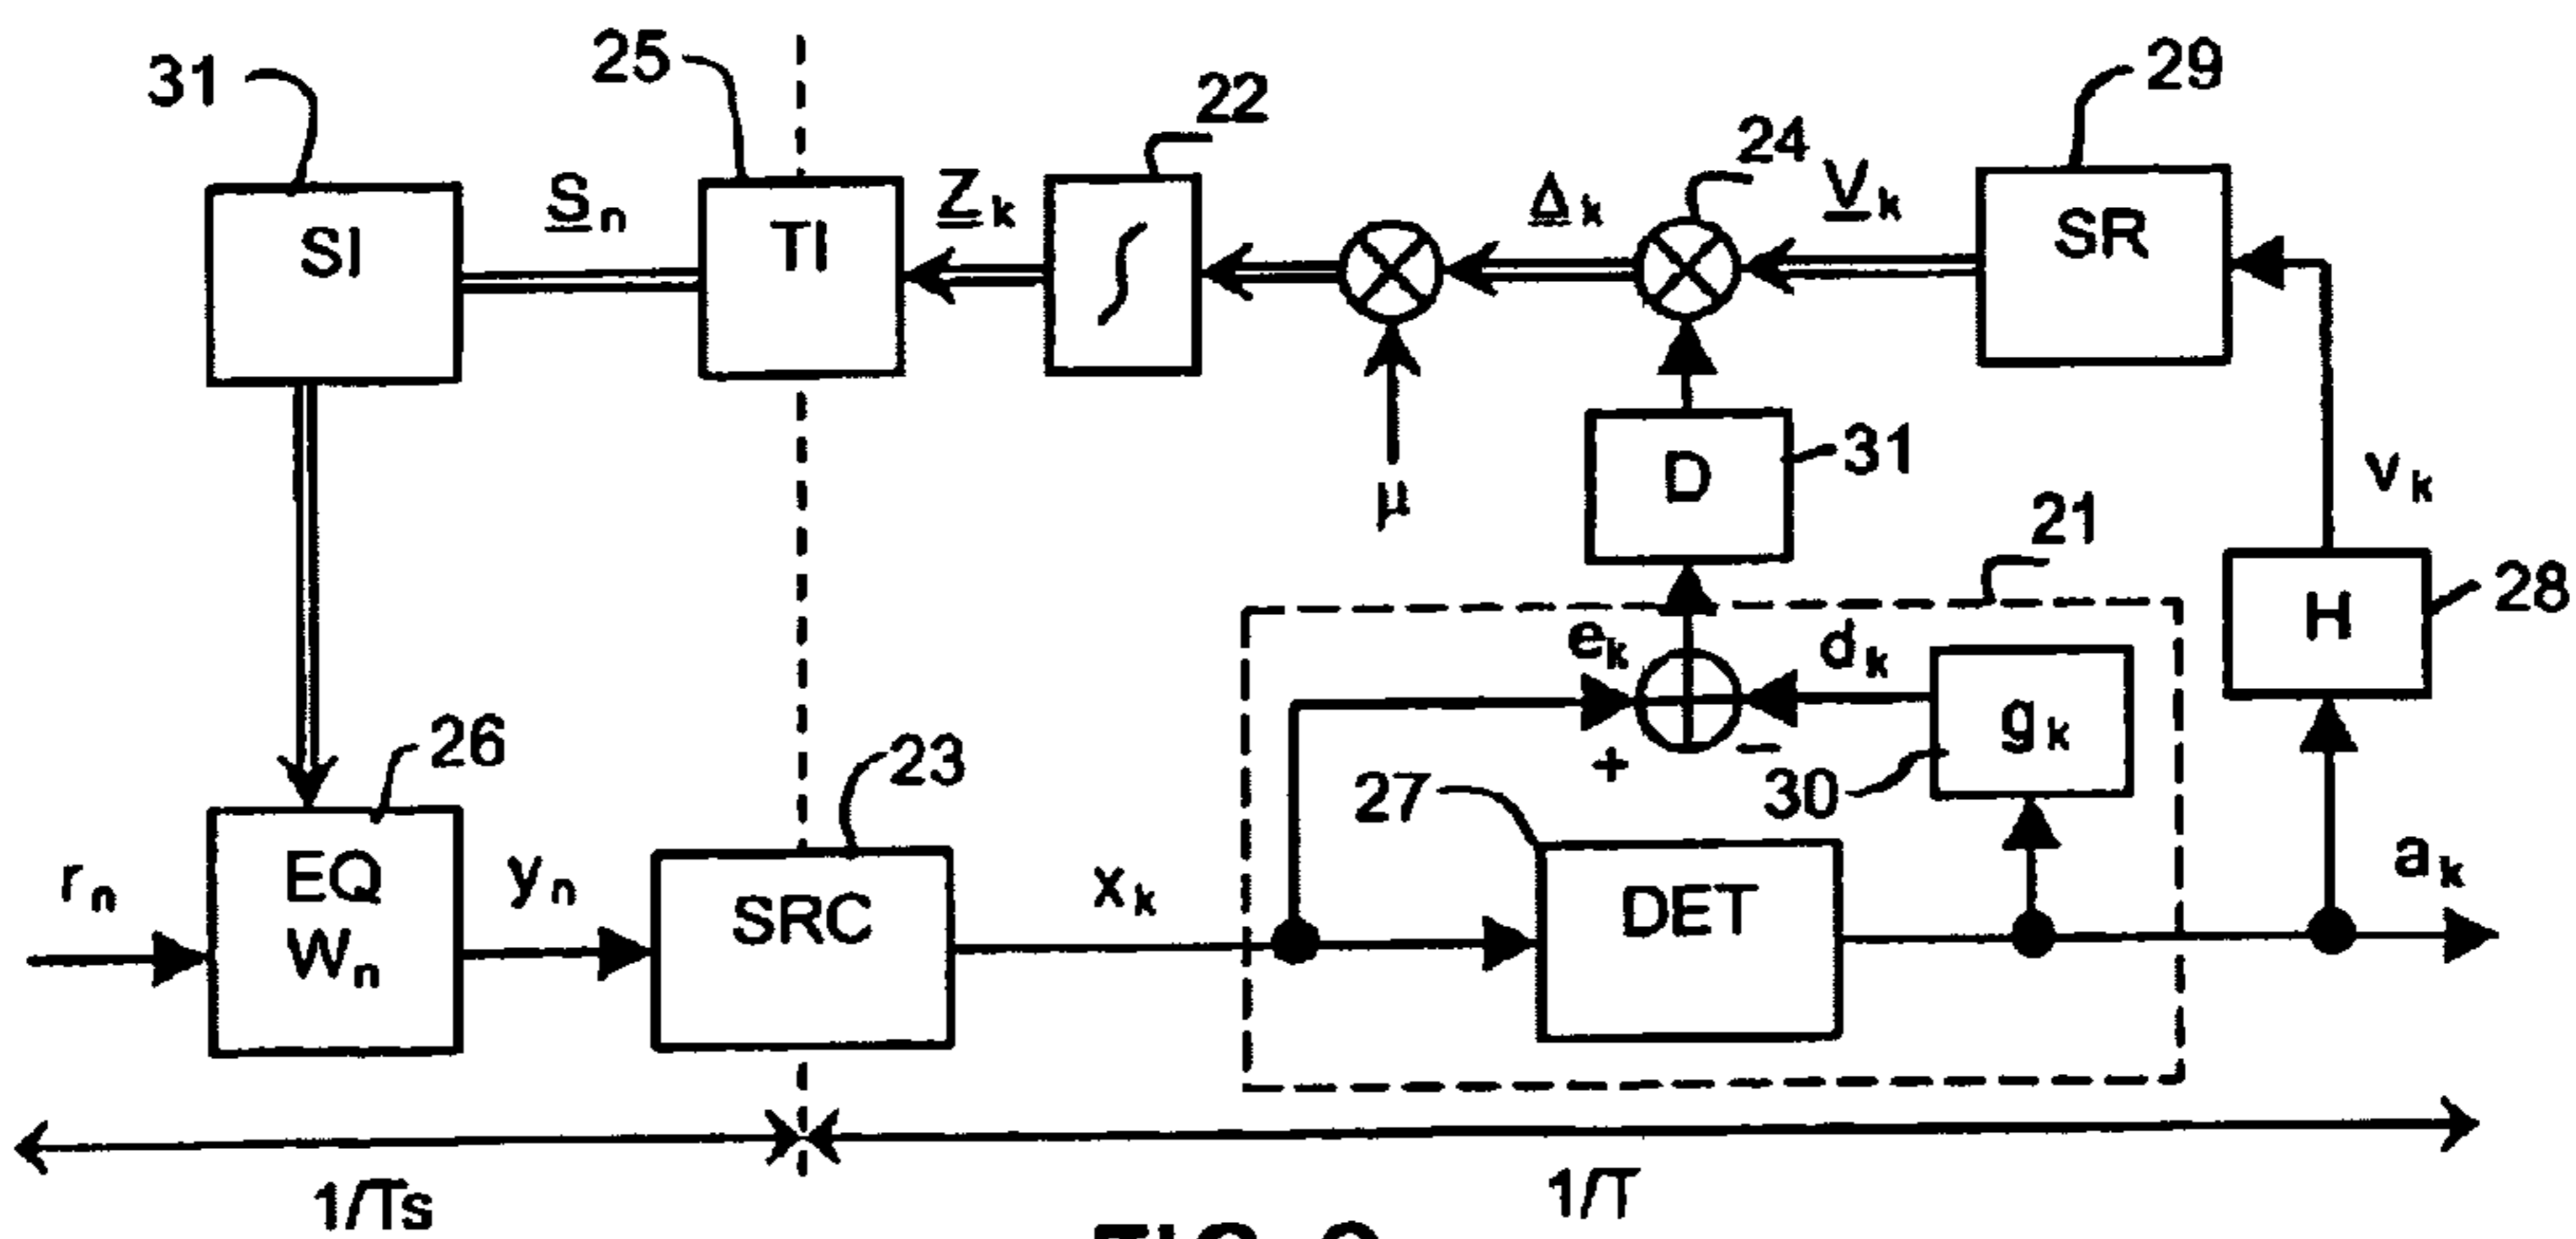 31
25
22
24
29
SI
S n
TI
Z k
∫
Δ k
V k
SR
μ
D
31
21
v k
H
28
e k
d k
g k
30
+
−
26
23
27
r n
EQ
W n
y n
SRC
x k
DET
a k
1/Ts
1/T